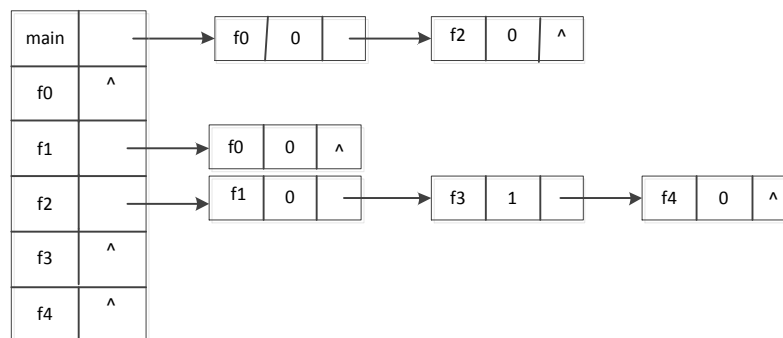 main f0 0 f2 0 ^
f0 ^
f1 f0 0 ^
f2 f1 0 f3 1 f4 0 ^
f3 ^
f4 ^